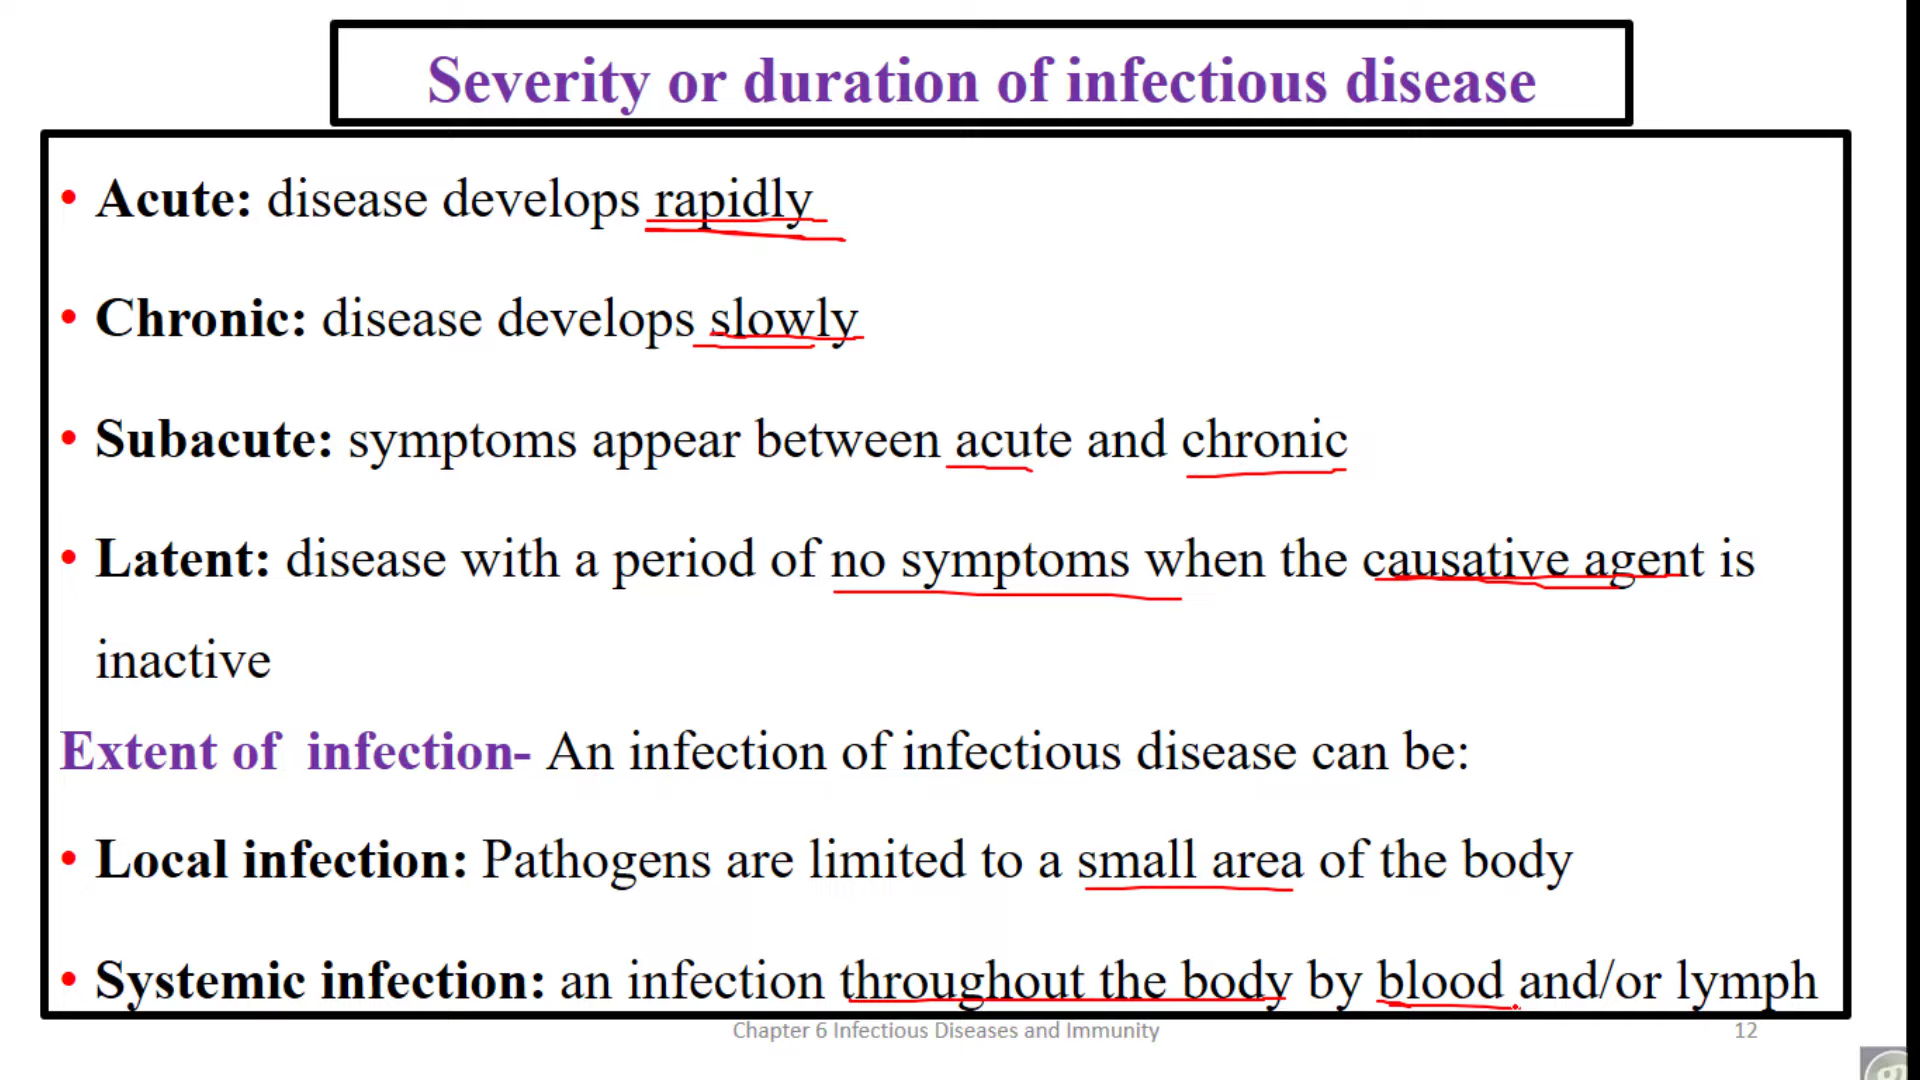 Severity or duration of infectious disease
• Acute: disease develops rapidly
• Chronic: disease develops slowly
• Subacute: symptoms appear between acute and chronic
• Latent: disease with a period of no symptoms when the causative agent is
inactive
Extent of infection- An infection of infectious disease can be:
• Local infection: Pathogens are limited to a small area of the body
• Systemic infection: an infection throughout the body by blood and/or lymph
Chapter 6 Infectious Diseases and Immunity
12